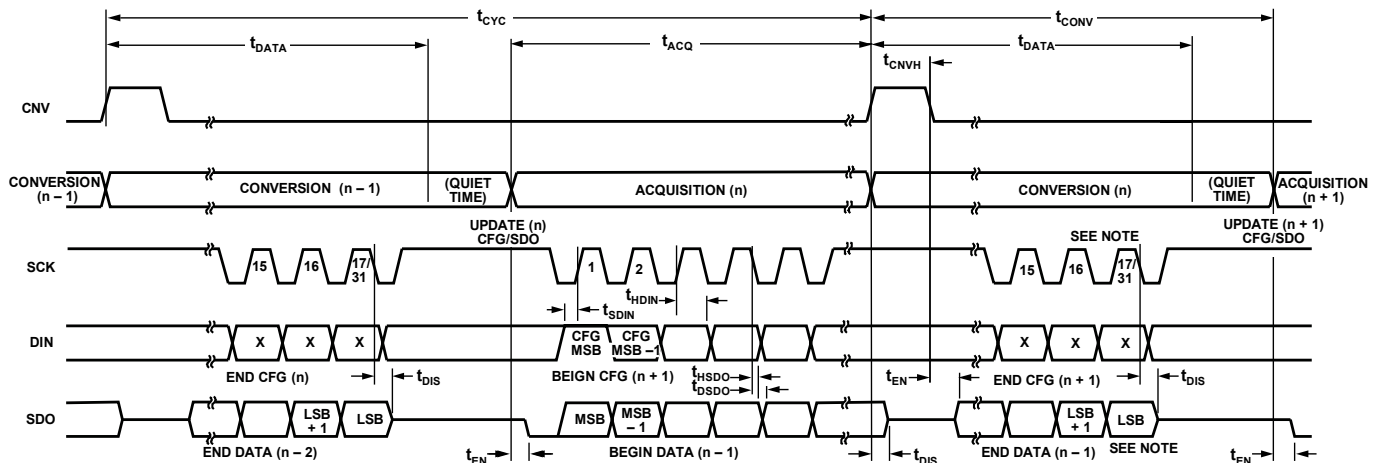 tCYC
tCONV
tDATA
tACQ
tDATA
tCNVH
CNV
CONVERSION (n – 1)
CONVERSION (n – 1)
(QUIET TIME)
ACQUISITION (n)
CONVERSION (n)
(QUIET TIME)
ACQUISITION (n + 1)
UPDATE (n) CFG/SDO
SEE NOTE
UPDATE (n + 1) CFG/SDO
SCK
15
16
17/31
1
2
15
16
17/31
tHDIN
tSDIN
DIN
X
X
X
CFG MSB
CFG MSB –1
X
X
X
END CFG (n)
tDIS
BEIGN CFG (n + 1)
tHSDO
tDSDO
tEN
END CFG (n + 1)
tDIS
SDO
LSB + 1
LSB
MSB
MSB – 1
LSB + 1
LSB
SEE NOTE
END DATA (n – 2)
tEN
BEGIN DATA (n – 1)
tDIS
END DATA (n – 1)
tEN